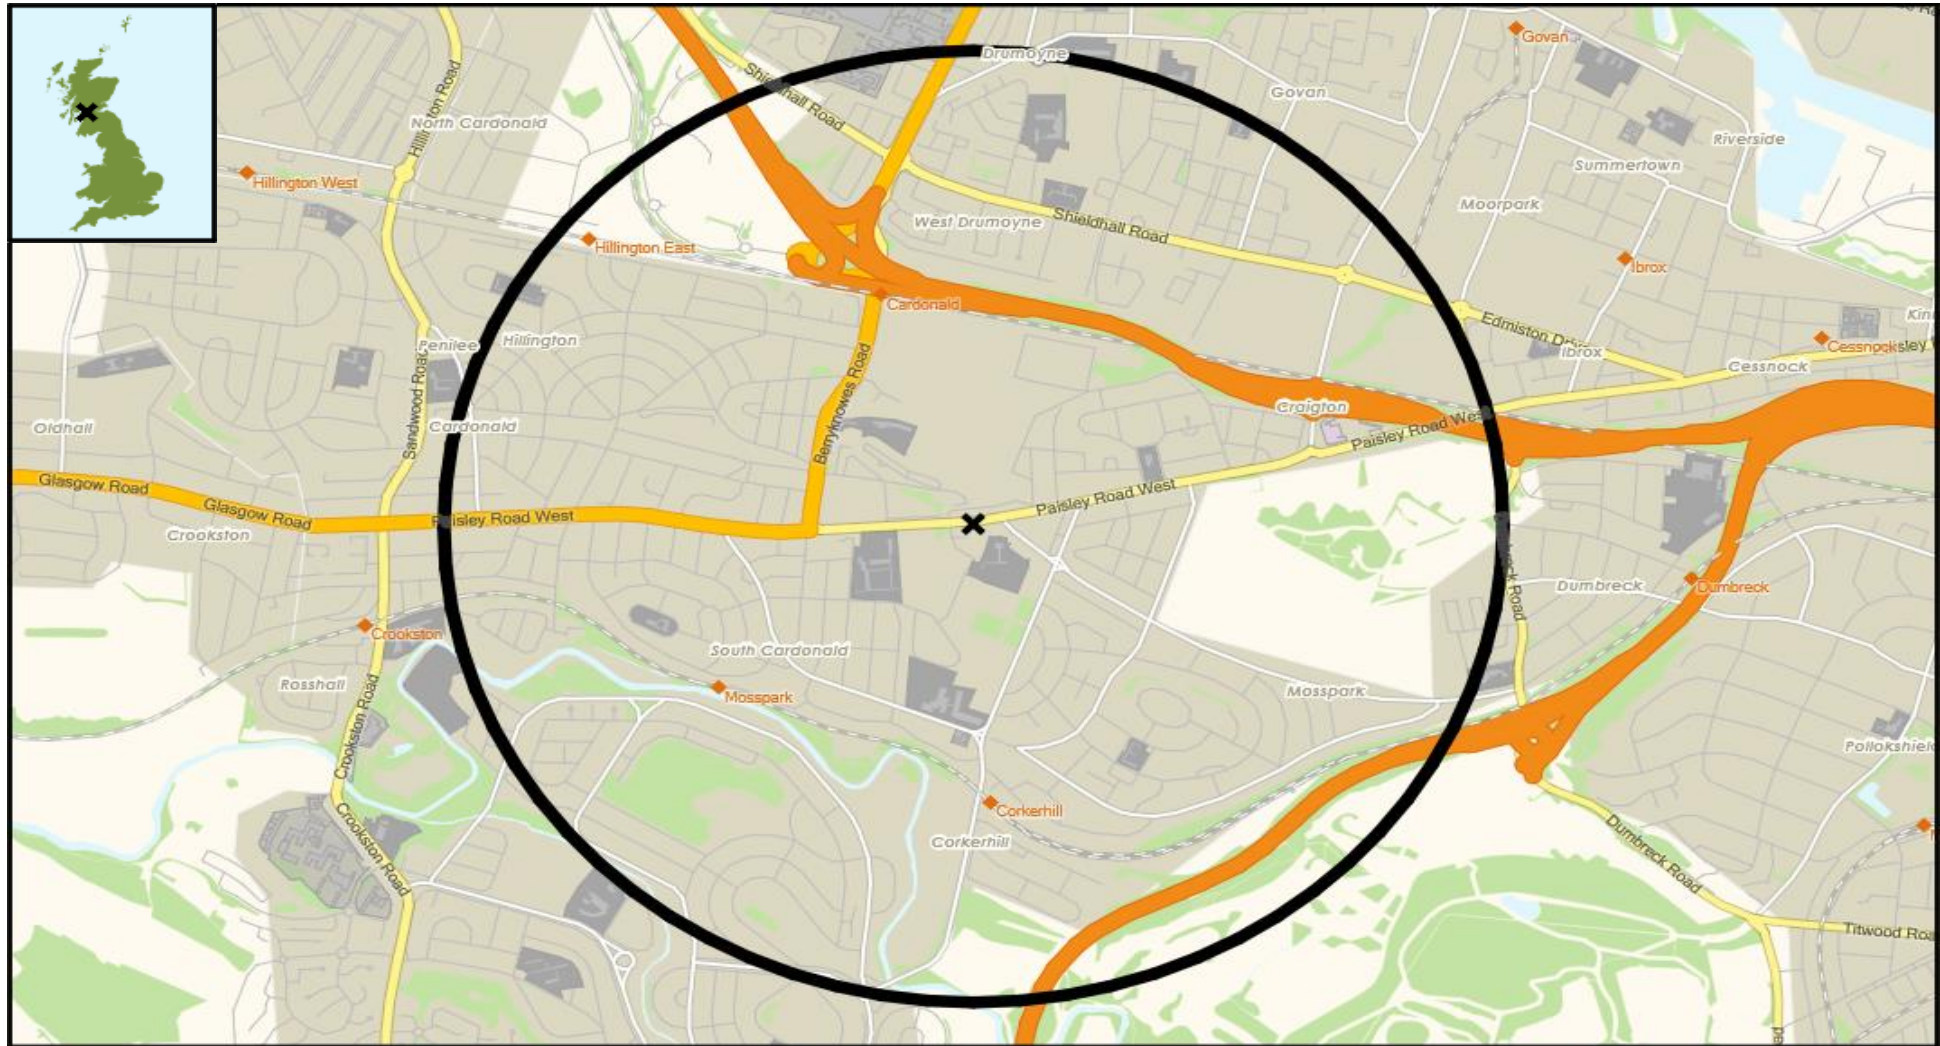 Govan
Drumoyne
Shieldhall Road
Govan
Hillington Road
North Cardonald
Riverside
Summertown
Hillington West
Moorpark
West Drumoyne
Shieldhall Road
Hillington East
Ibrox
Cardonald
Edmiston
Penilee
Hillington
Ibrox
Cessnock
Cessnock
Berryknowes Road
Sandwood Road
Craigton
Oldhall
Cardonald
Paisley Road West
Glasgow Road
Glasgow Road
Paisley Road West
Paisley Road West
Crookston
Dumbreck
Dumbreck
Road
Crookston
South Cardonald
Rosshall
Mosspark
Mosspark
Crookston Road
Corkerhill
Corkerhill
Crookston Road
Dumbreck Road
Titwood